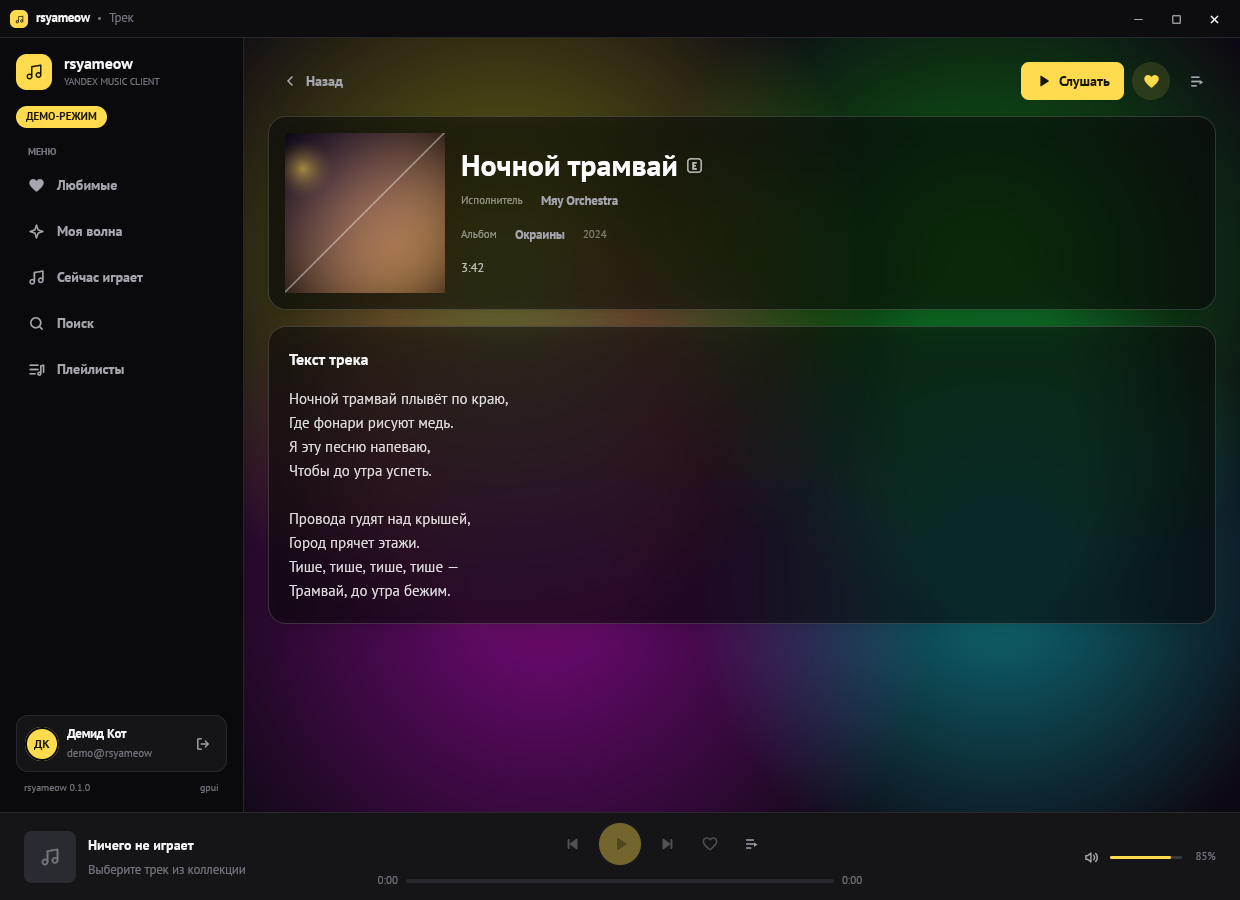 rsyameow • Трек
rsyameow
YANDEX MUSIC CLIENT
ДЕМО-РЕЖИМ
МЕНЮ
Любимые
Моя волна
Сейчас играет
Поиск
Плейлисты
Демид Кот
ДК
demo@rsyameow
rsyameow 0.1.0 gpui
Назад
Слушать
Ночной трамвай E
Исполнитель Мяу Orchestra
Альбом Окраины 2024
3:42
Текст трека
Ночной трамвай плывёт по краю,
Где фонари рисуют медь.
Я эту песню напеваю,
Чтобы до утра успеть.
Провода гудят над крышей,
Город прячет этажи.
Тише, тише, тише, тише —
Трамвай, до утра бежим.
Ничего не играет
Выберите трек из коллекции
0:00 0:00
85%